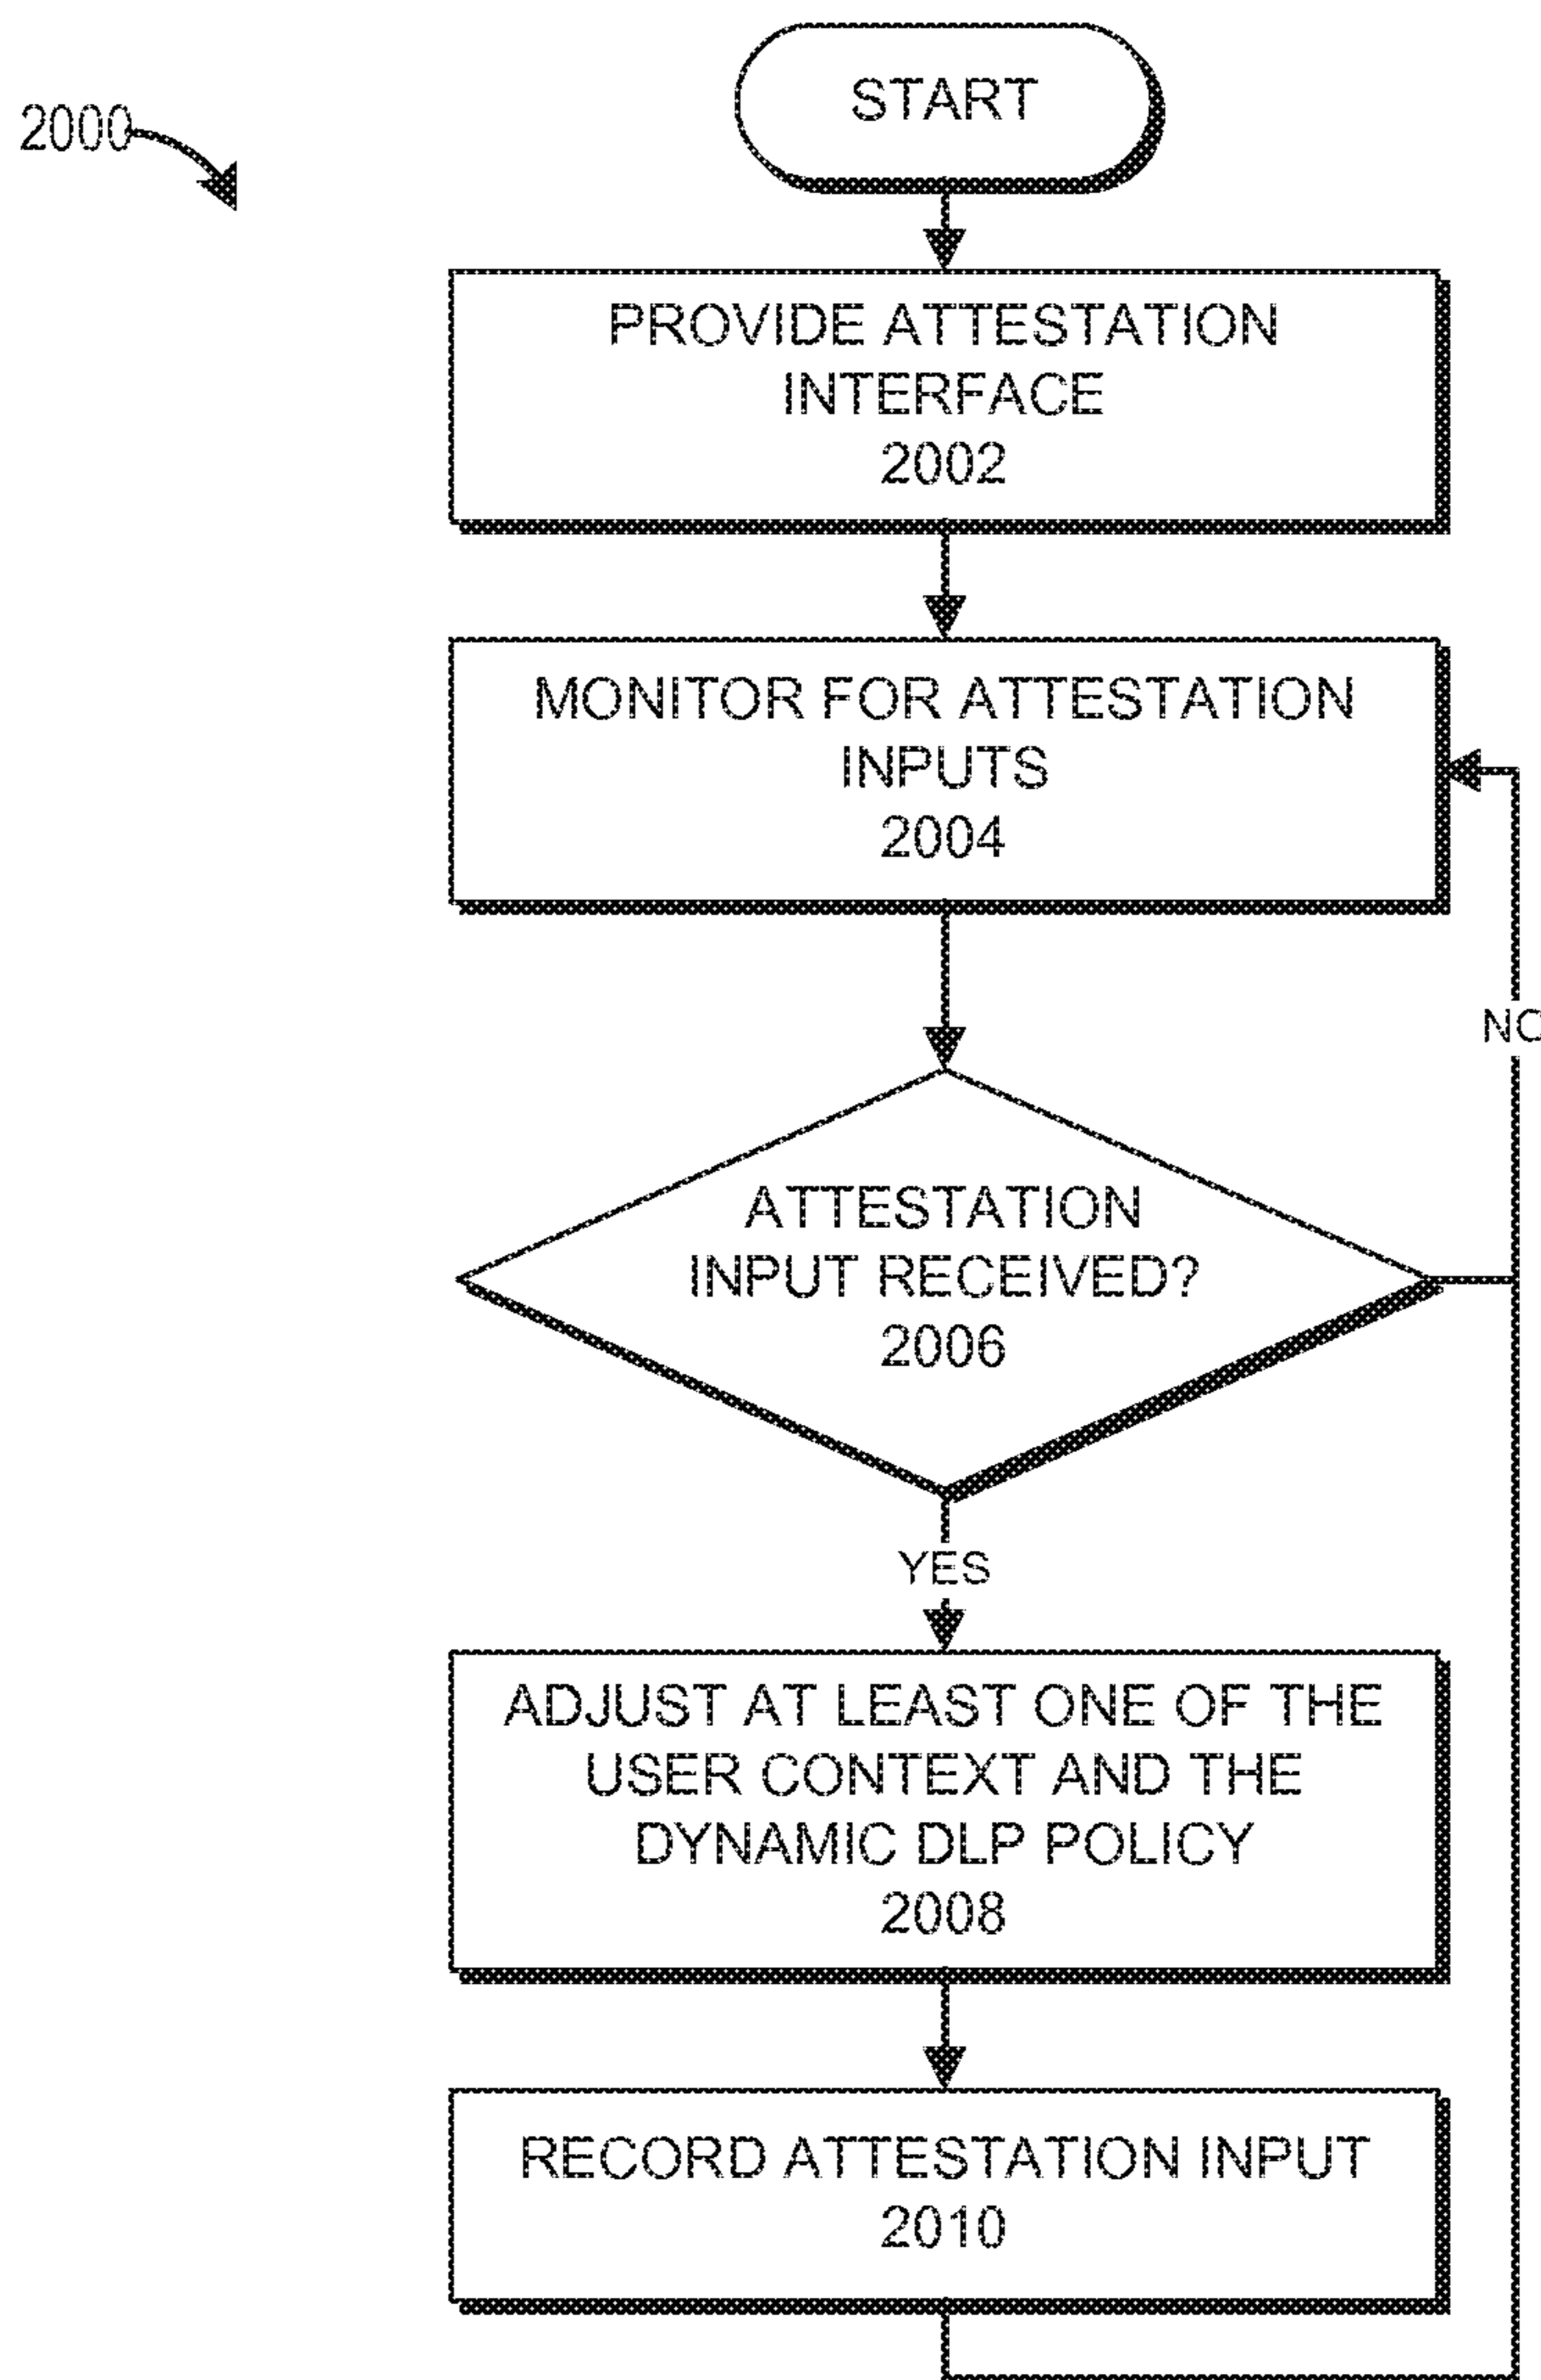 START
2000
PROVIDE ATTESTATION
INTERFACE
2002
MONITOR FOR ATTESTATION
INPUTS
2004
NO
ATTESTATION
INPUT RECEIVED?
2006
YES
ADJUST AT LEAST ONE OF THE
USER CONTEXT AND THE
DYNAMIC DLP POLICY
2008
RECORD ATTESTATION INPUT
2010